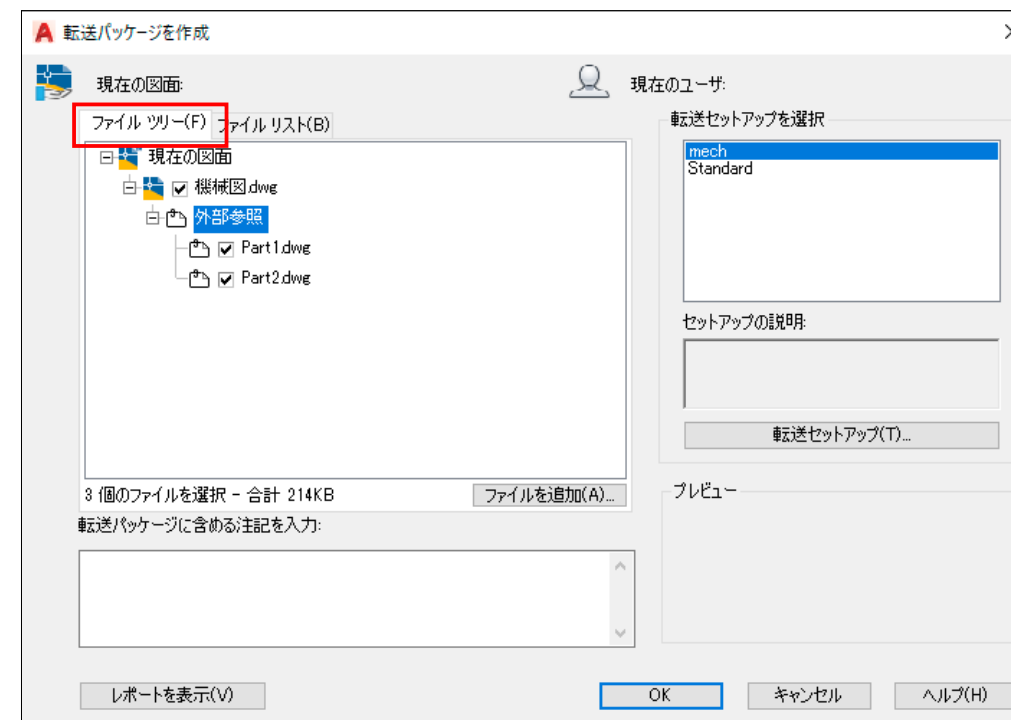 転送パッケージを作成
現在の図面:
現在のユーザ:
ファイル ツリー(F)
ファイル リスト(B)
現在の図面
機械図.dwg
外部参照
Part1.dwg
Part2.dwg
3 個のファイルを選択 - 合計 214KB
ファイルを追加(A)...
転送パッケージに含める注記を入力:
転送セットアップを選択
mech
Standard
セットアップの説明:
転送セットアップ(T)...
プレビュー
レポートを表示(V)
OK
キャンセル
ヘルプ(H)